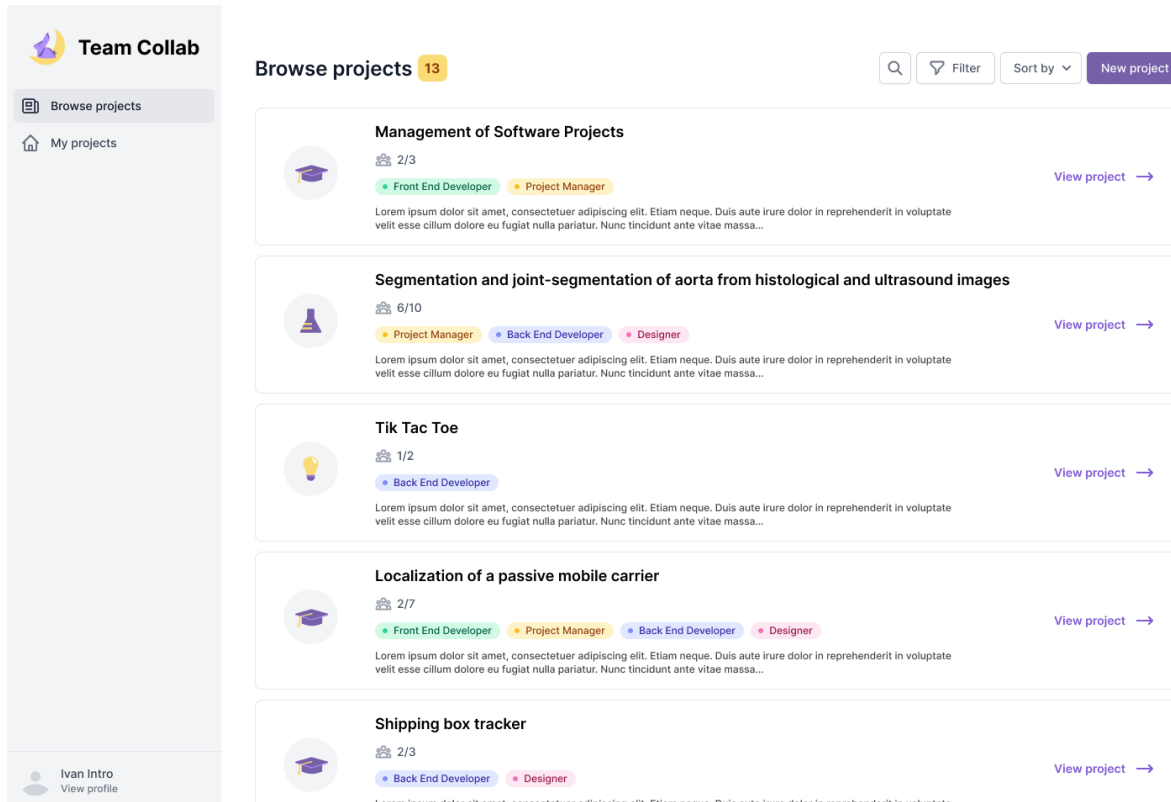 Team Collab
Browse projects
My projects
Browse projects 13
Filter
Sort by
New project
Management of Software Projects
2/3
Front End Developer
Project Manager
Lorem ipsum dolor sit amet, consectetuer adipiscing elit. Etiam neque. Duis aute irure dolor in reprehenderit in voluptate
velit esse cillum dolore eu fugiat nulla pariatur. Nunc tincidunt ante vitae massa...
View project
Segmentation and joint-segmentation of aorta from histological and ultrasound images
6/10
Project Manager
Back End Developer
Designer
Lorem ipsum dolor sit amet, consectetuer adipiscing elit. Etiam neque. Duis aute irure dolor in reprehenderit in voluptate
velit esse cillum dolore eu fugiat nulla pariatur. Nunc tincidunt ante vitae massa...
View project
Tik Tac Toe
1/2
Back End Developer
Lorem ipsum dolor sit amet, consectetuer adipiscing elit. Etiam neque. Duis aute irure dolor in reprehenderit in voluptate
velit esse cillum dolore eu fugiat nulla pariatur. Nunc tincidunt ante vitae massa...
View project
Localization of a passive mobile carrier
2/7
Front End Developer
Project Manager
Back End Developer
Designer
Lorem ipsum dolor sit amet, consectetuer adipiscing elit. Etiam neque. Duis aute irure dolor in reprehenderit in voluptate
velit esse cillum dolore eu fugiat nulla pariatur. Nunc tincidunt ante vitae massa...
View project
Shipping box tracker
2/3
Back End Developer
Designer
View project
Ivan Intro
View profile